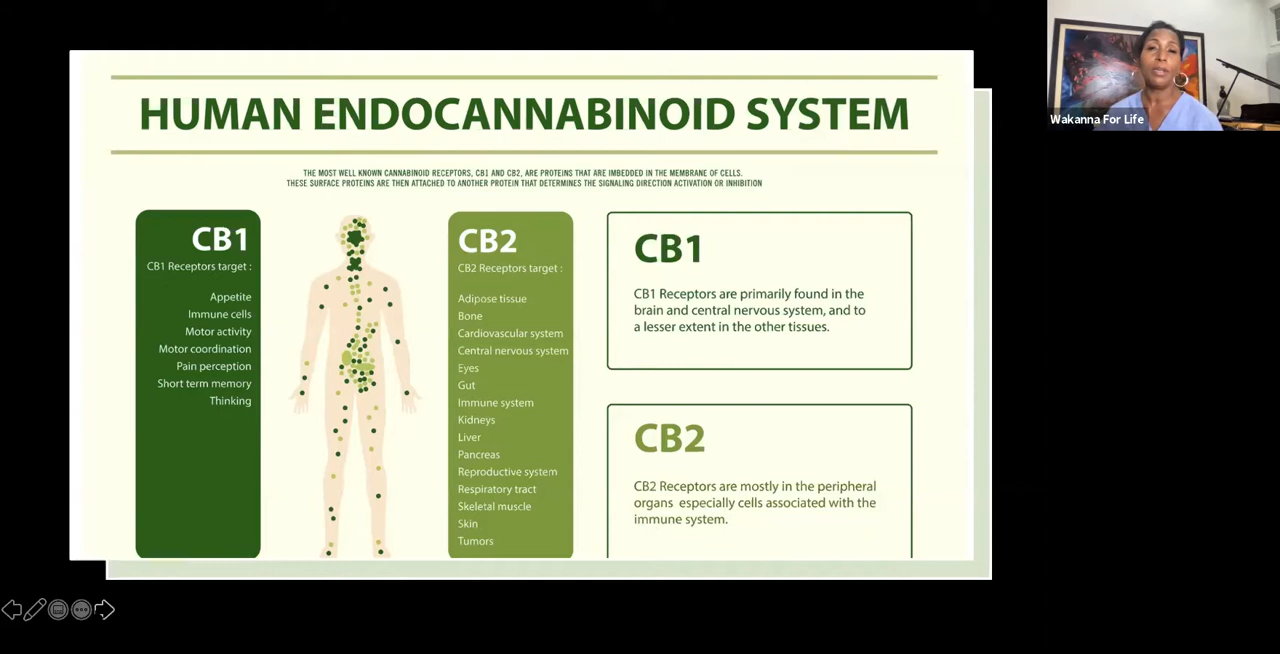 HUMAN ENDOCANNABINOID SYSTEM
THE MOST WELL KNOWN CANNABINOID RECEPTORS, CB1 AND CB2, ARE PROTEINS THAT ARE IMBEDDED IN THE MEMBRANE OF CELLS.
THESE SURFACE PROTEINS ARE THEN ATTACHED TO ANOTHER PROTEIN THAT DETERMINES THE SIGNALING DIRECTION ACTIVATION OR INHIBITION
CB1
CB1 Receptors target :
Appetite
Immune cells
Motor activity
Motor coordination
Pain perception
Short term memory
Thinking
CB2
CB2 Receptors target :
Adipose tissue
Bone
Cardiovascular system
Central nervous system
Eyes
Gut
Immune system
Kidneys
Liver
Pancreas
Reproductive system
Respiratory tract
Skeletal muscle
Skin
Tumors
CB1
CB1 Receptors are primarily found in the
brain and central nervous system, and to
a lesser extent in the other tissues.
CB2
CB2 Receptors are mostly in the peripheral
organs especially cells associated with the
immune system.
Wakanna For Life